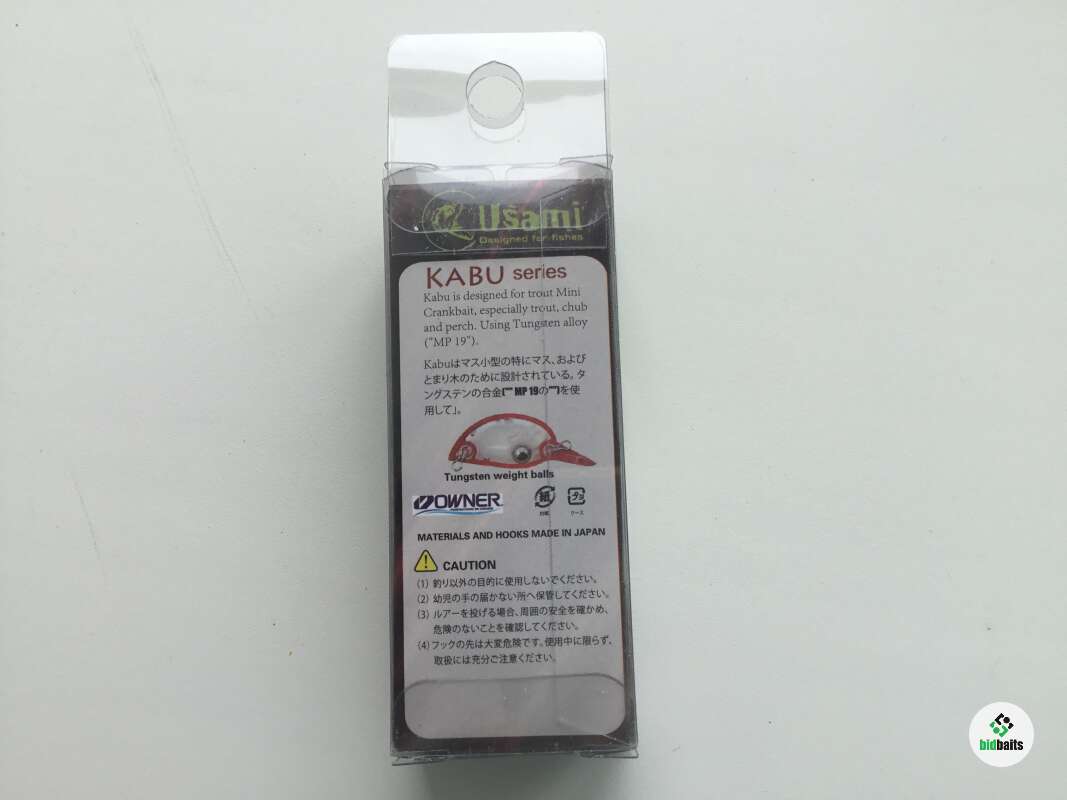 Usami
Designed for fishes
KABU series
Kabu is designed for trout Mini
Crankbait, especially trout, chub
and perch. Using Tungsten alloy
("MP 19").
Kabuはマス小型の特にマス、および
とまり木のために設計されている。タ
ングステンの合金("" MP 19の"")を使
用して」。
Tungsten weight balls
OWNER
紙
プラ
ケース
MATERIALS AND HOOKS MADE IN JAPAN
CAUTION
(1) 釣り以外の目的に使用しないでください。
(2) 幼児の手の届かない所へ保管してください。
(3) ルアーを投げる場合、周囲の安全を確かめ、
危険のないことを確認してください。
(4) フックの先は大変危険です。使用中に限らず、
取扱には充分ご注意ください。
bidbaits